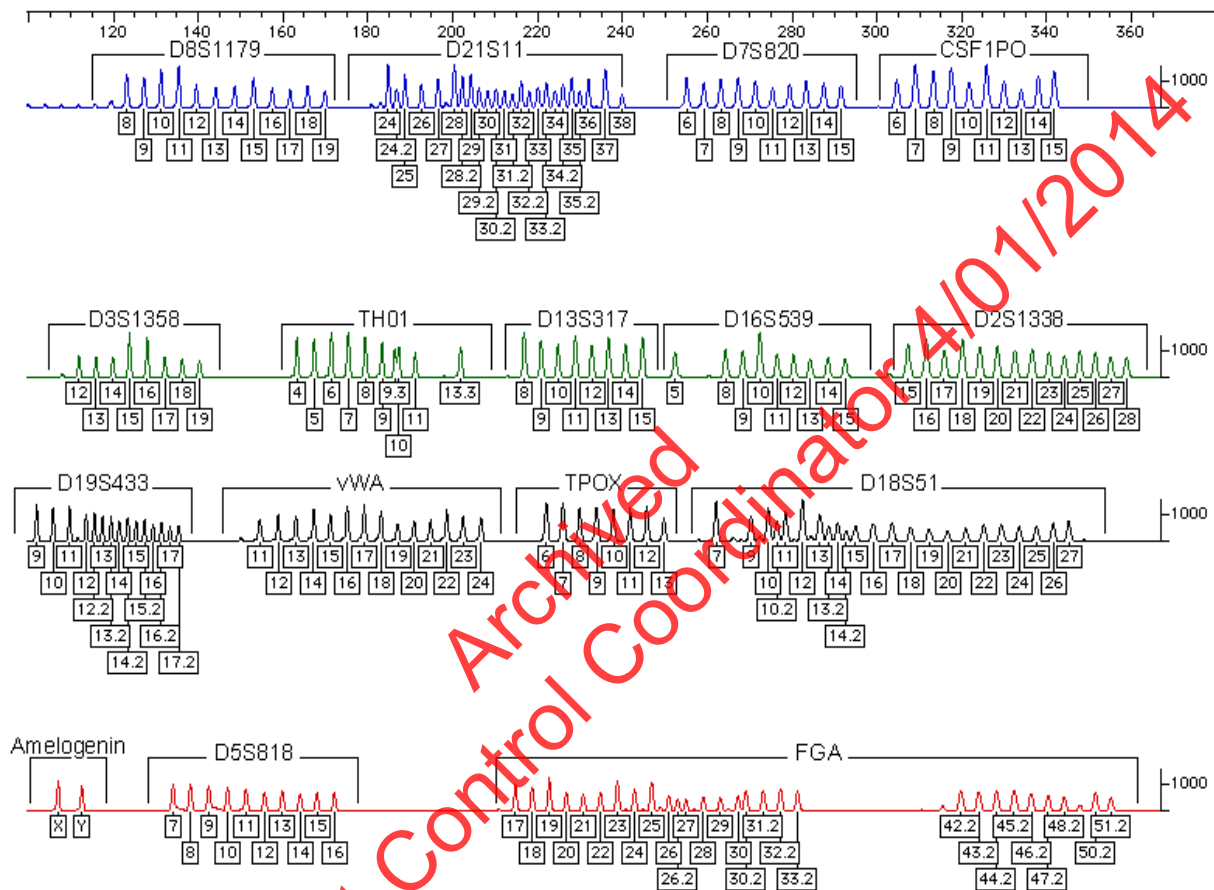 120 140 160 180 200 220 240 260 280 300 320 340 360
D8S1179 D21S11 D7S820 CSF1PO
1000
8 10 12 14 16 18 24 26 28 30 32 34 36 38 6 8 10 12 14 6 8 10 12 14
9 11 13 15 17 19 24.2 27 29 31 33 35 37 7 9 11 13 15 7 9 11 13 15
25 28.2 31.2 34.2
29.2 32.2 35.2
30.2 33.2
D3S1358 TH01 D13S317 D16S539 D2S1338
1000
12 14 16 18 4 6 8 9.3 13.3 8 10 12 14 5 8 10 12 14 15 17 19 21 23 25 27
13 15 17 19 5 7 9 11 9 11 13 15 9 11 13 15 16 18 20 22 24 26 28
10
D19S433 vWA TPOX D18S51
1000
9 11 13 15 17 11 13 15 17 19 21 23 6 8 10 12 7 9 11 13 15 17 19 21 23 25 27
10 12 14 16 12 14 16 18 20 22 24 7 9 11 13 10 12 14 16 18 20 22 24 26
12.2 15.2 10.2 13.2
13.2 16.2 14.2
14.2 17.2
Amelogenin D5S818 FGA
1000
X Y 7 9 11 13 15 17 19 21 23 25 27 29 31.2 42.2 45.2 48.2 51.2
8 10 12 14 16 18 20 22 24 26 28 30 32.2 43.2 46.2 50.2
26.2 30.2 33.2 44.2 47.2
Archived
Control Coordinator 4/01/2014